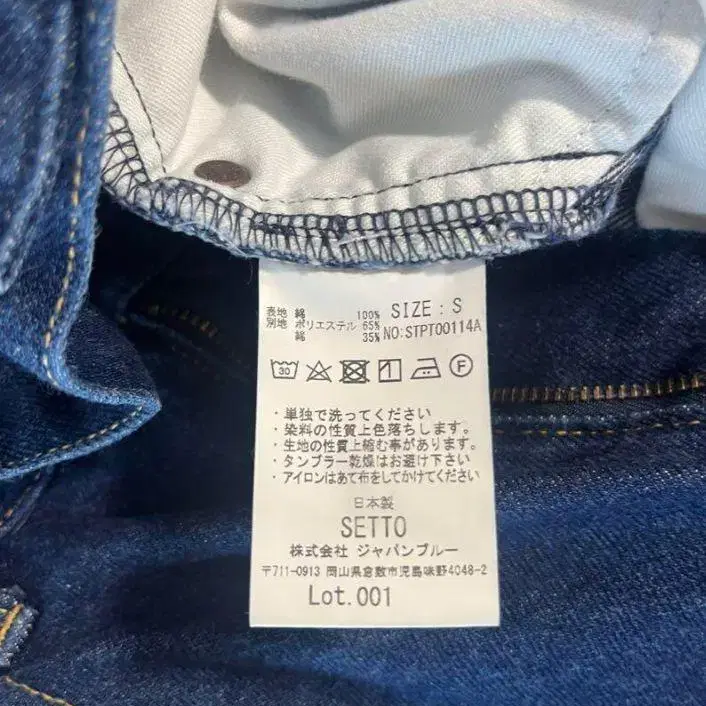 表地 綿 100% SIZE : S
別地 ポリエステル 65% NO:STPT00114A
綿 35%
30 F
・単独で洗ってください
・染料の性質上色落ちします。
・生地の性質上縮む事があります。
・タンブラー乾燥はお避け下さい
・アイロンはあて布をしてかけてください
日本製
SETTO
株式会社 ジャパンブルー
〒711-0913 岡山県倉敷市児島味野4048-2
Lot.001